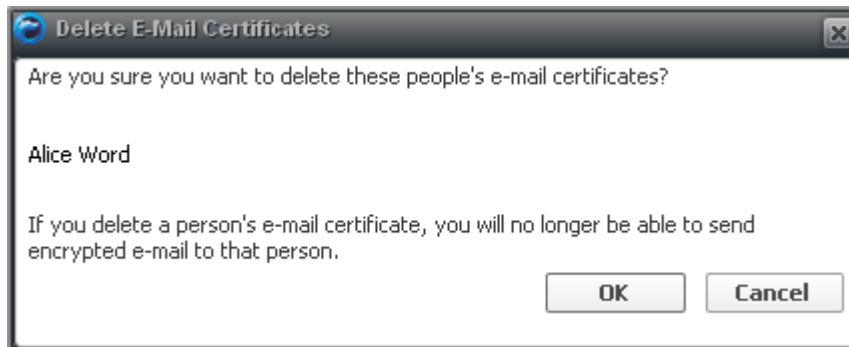 Delete E-Mail Certificates
Are you sure you want to delete these people's e-mail certificates?
Alice Word
If you delete a person's e-mail certificate, you will no longer be able to send
encrypted e-mail to that person.
OK Cancel